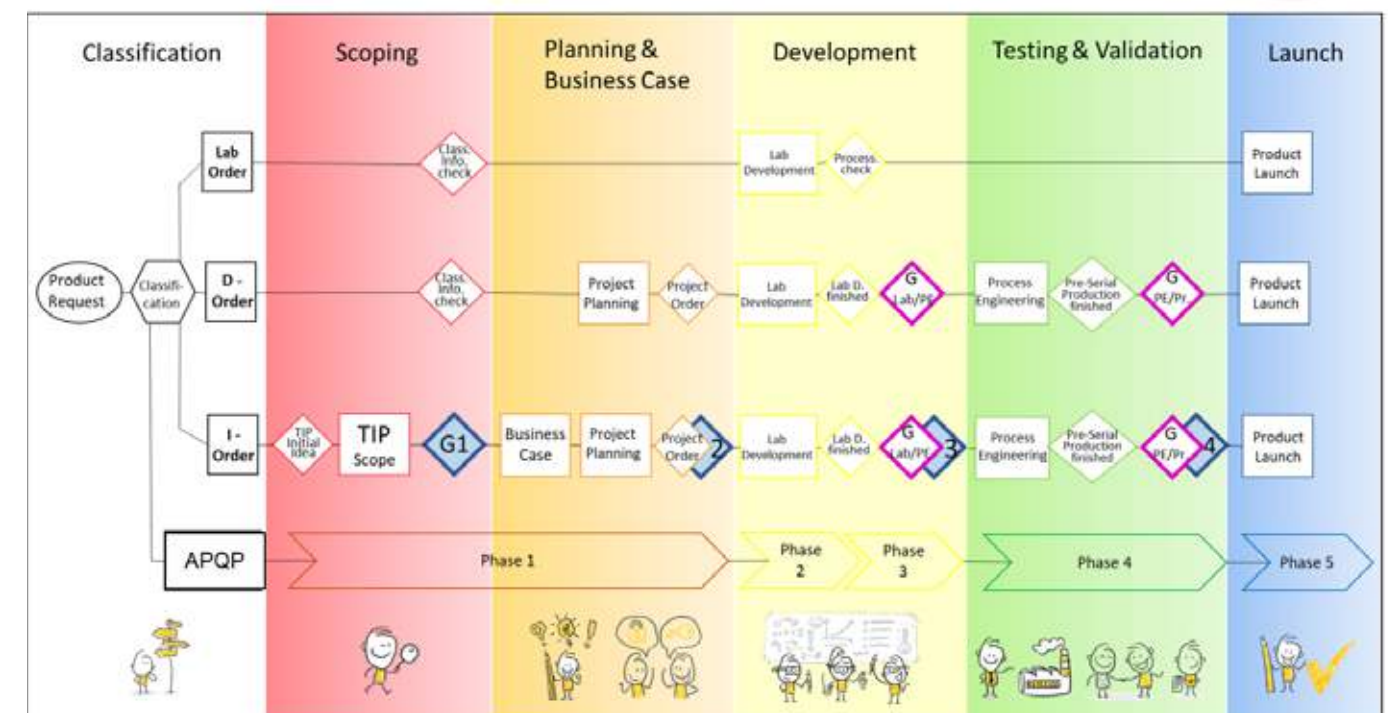 Classification
Scoping
Planning &
Business Case
Development
Testing & Validation
Launch
Lab
Order
Class.
Info.
check
Lab
Development
Process.
check
Product
Launch
Product
Request
Classifi-
cation
D -
Order
Class.
Info.
check
Project
Planning
Project
Order
Lab
Development
Lab D.
finished
G
Lab/PE
Process
Engineering
Pre-Serial
Production
finished
G
PE/Pr.
Product
Launch
I -
Order
TIP
Initial
Idea
TIP
Scope
G1
Business
Case
Project
Planning
Project
Order
2
Lab
Development
Lab D.
finished
G
Lab/PE
3
Process
Engineering
Pre-Serial
Production
finished
G
PE/Pr.
4
Product
Launch
APQP
Phase 1
Phase
2
Phase
3
Phase 4
Phase 5